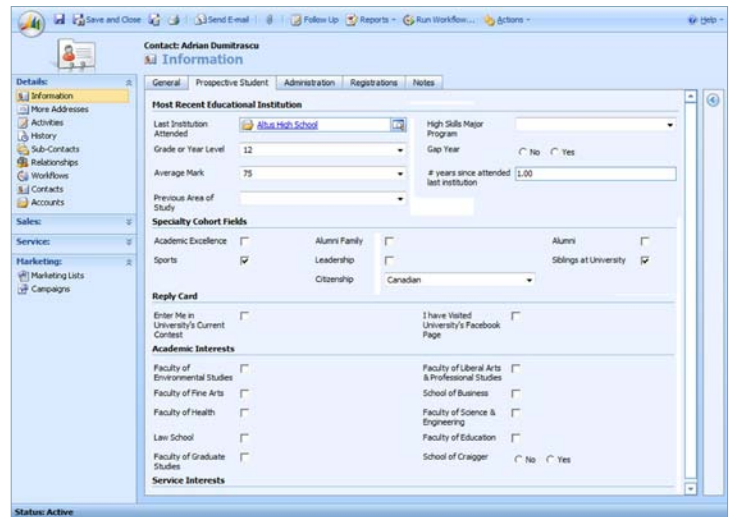 Save and Close Send E-mail Follow Up Reports Run Workflow... Actions Help
Contact: Adrian Dumitrascu
Information
Details:
Information
More Addresses
Activities
History
Sub-Contacts
Relationships
Workflows
Contacts
Accounts
Sales:
Service:
Marketing:
Marketing Lists
Campaigns
General Prospective Student Administration Registrations Notes
Most Recent Educational Institution
Last Institution
Attended
Altus High School
High Skills Major
Program
Grade or Year Level 12
Gap Year No Yes
Average Mark 75
# years since attended
last institution
1.00
Previous Area of
Study
Specialty Cohort Fields
Academic Excellence Alumni Family Alumni
Sports Leadership Siblings at University
Citizenship Canadian
Reply Card
Enter Me in
University's Current
Contest
I have Visited
University's Facebook
Page
Academic Interests
Faculty of
Environmental Studies
Faculty of Liberal Arts
& Professional Studies
Faculty of Fine Arts School of Business
Faculty of Health
Faculty of Science &
Engineering
Law School Faculty of Education
Faculty of Graduate
Studies
School of Craigger No Yes
Service Interests
Status: Active